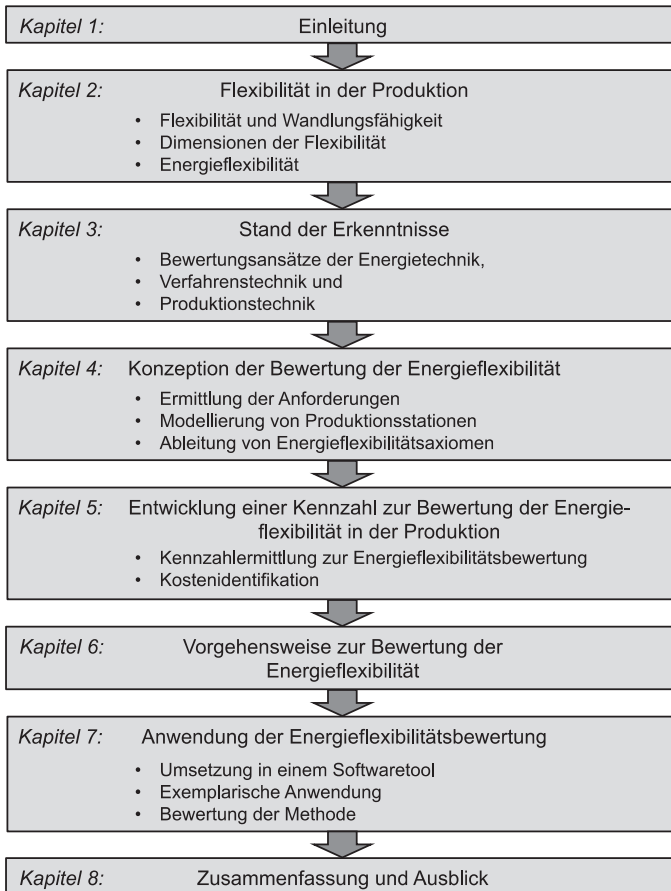 Kapitel 1: Einleitung
Kapitel 2: Flexibilität in der Produktion
• Flexibilität und Wandlungsfähigkeit
• Dimensionen der Flexibilität
• Energieflexibilität
Kapitel 3: Stand der Erkenntnisse
• Bewertungsansätze der Energietechnik,
• Verfahrenstechnik und
• Produktionstechnik
Kapitel 4: Konzeption der Bewertung der Energieflexibilität
• Ermittlung der Anforderungen
• Modellierung von Produktionsstationen
• Ableitung von Energieflexibilitätsaxiomen
Kapitel 5: Entwicklung einer Kennzahl zur Bewertung der Energie-
flexibilität in der Produktion
• Kennzahlermittlung zur Energieflexibilitätsbewertung
• Kostenidentifikation
Kapitel 6: Vorgehensweise zur Bewertung der
Energieflexibilität
Kapitel 7: Anwendung der Energieflexibilitätsbewertung
• Umsetzung in einem Softwaretool
• Exemplarische Anwendung
• Bewertung der Methode
Kapitel 8: Zusammenfassung und Ausblick